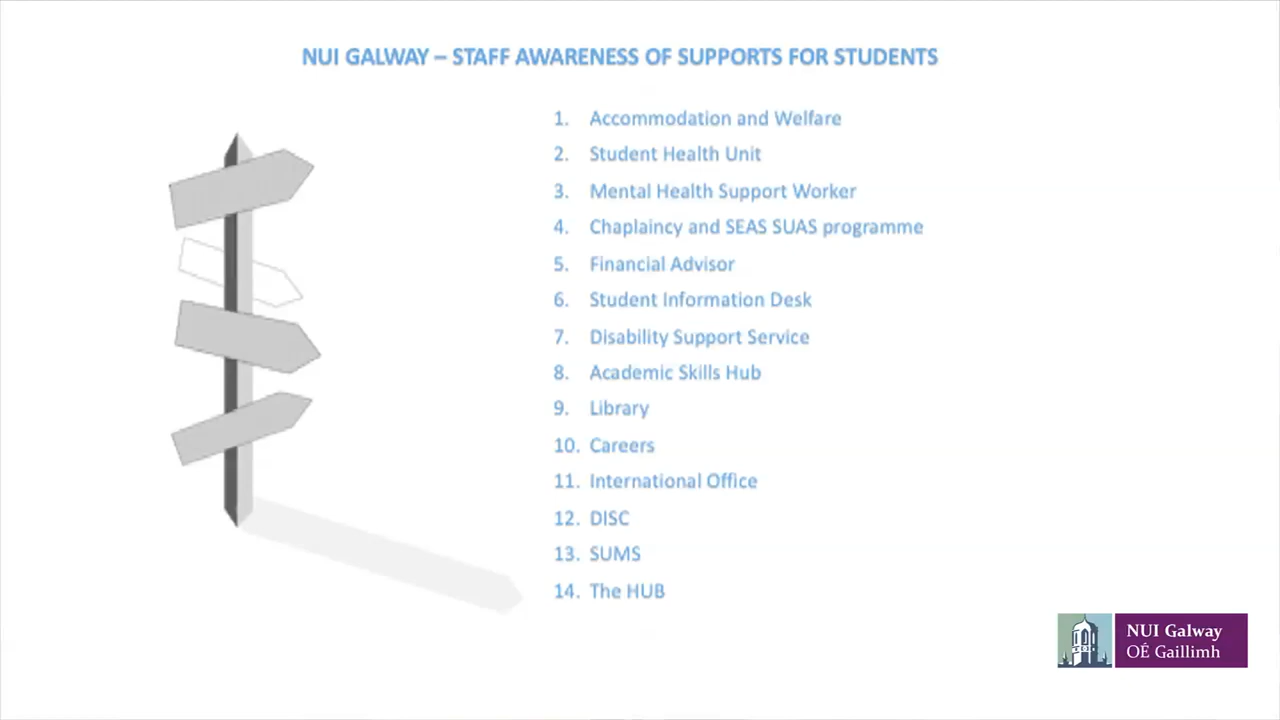 NUI GALWAY – STAFF AWARENESS OF SUPPORTS FOR STUDENTS
1. Accommodation and Welfare
2. Student Health Unit
3. Mental Health Support Worker
4. Chaplaincy and SEAS SUAS programme
5. Financial Advisor
6. Student Information Desk
7. Disability Support Service
8. Academic Skills Hub
9. Library
10. Careers
11. International Office
12. DISC
13. SUMS
14. The HUB
NUI Galway
OÉ Gaillimh